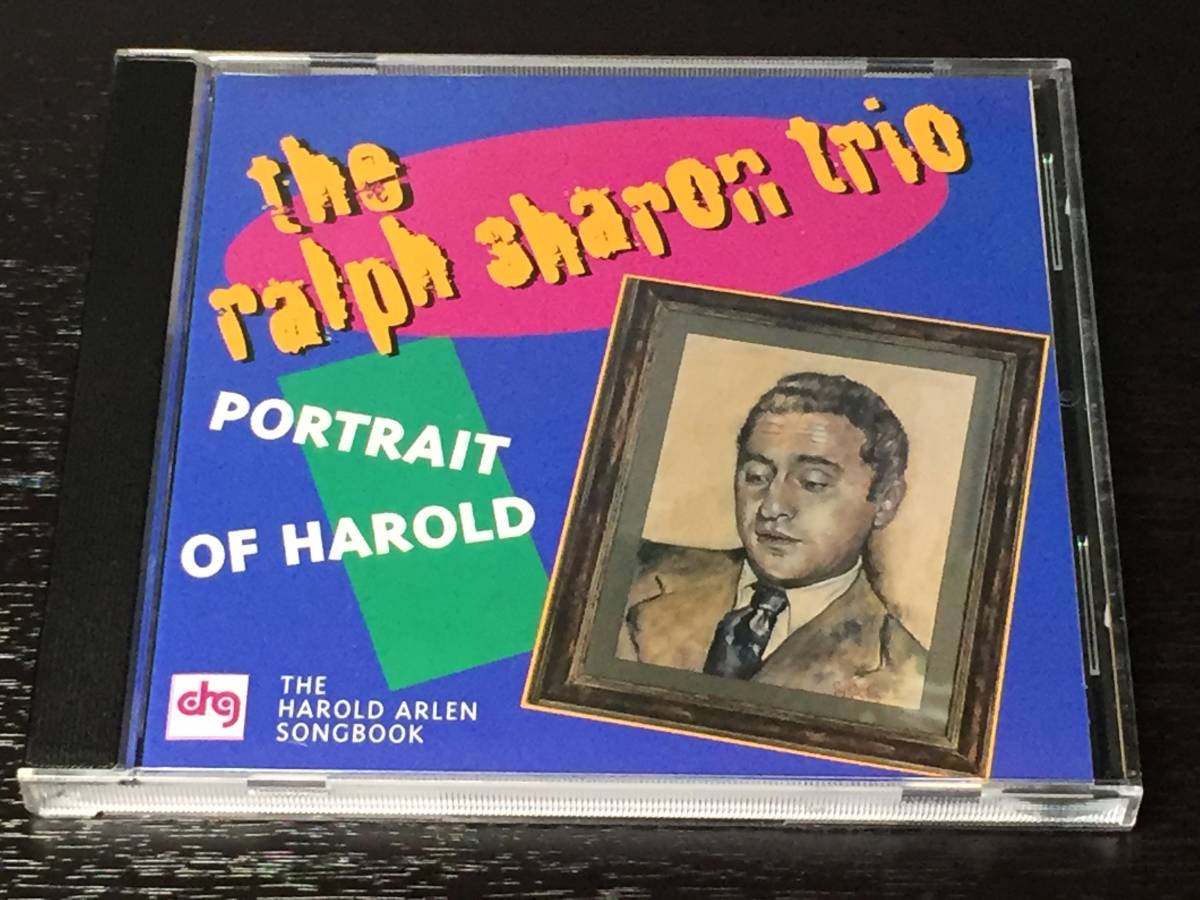 the
ralph sharon trio
PORTRAIT
OF HAROLD
drg
THE
HAROLD ARLEN
SONGBOOK